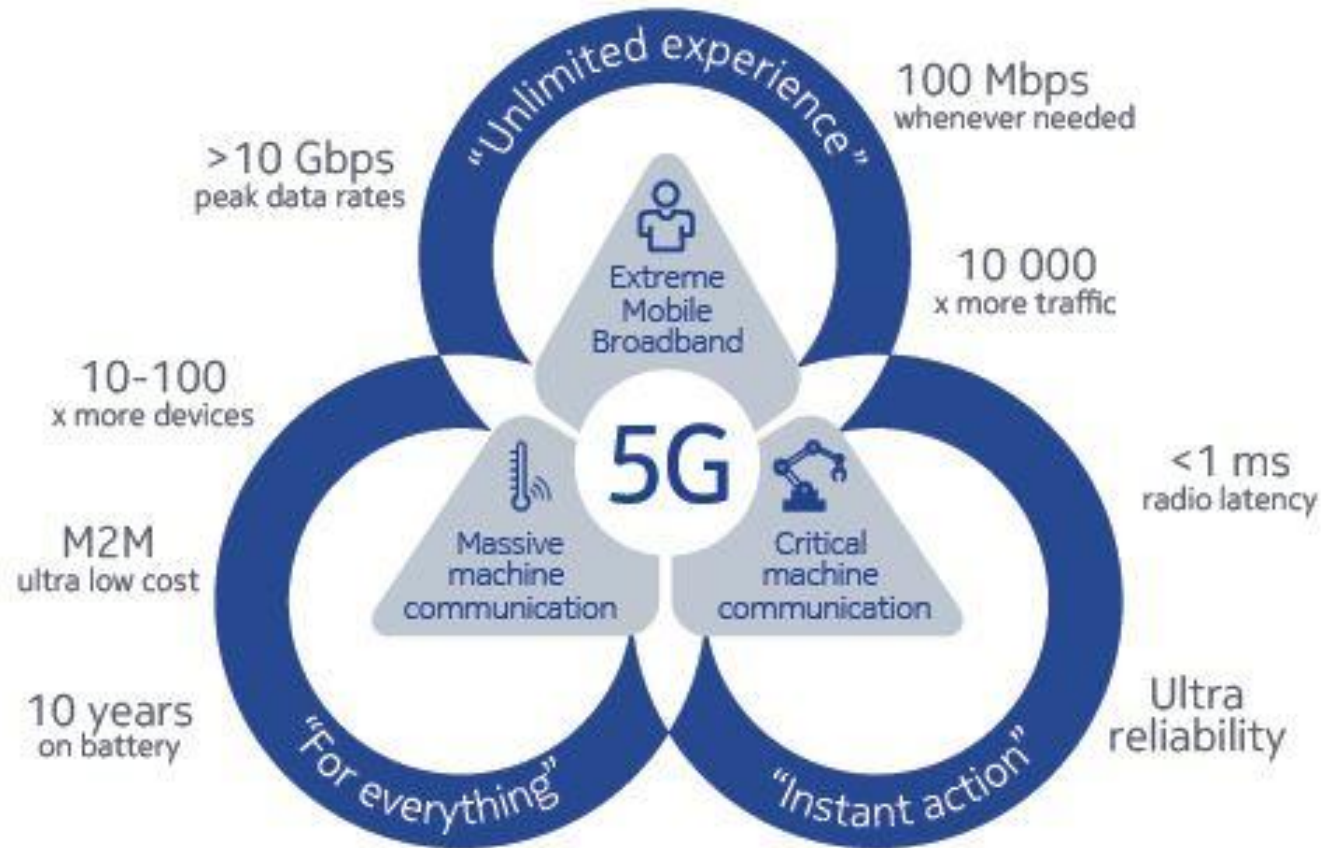 “Unlimited experience”
100 Mbps
whenever needed
>10 Gbps
peak data rates
10 000
x more traffic
Extreme
Mobile
Broadband
5G
10-100
x more devices
M2M
ultra low cost
10 years
on battery
Massive
machine
communication
“For everything”
Critical
machine
communication
<1 ms
radio latency
Ultra
reliability
“Instant action”